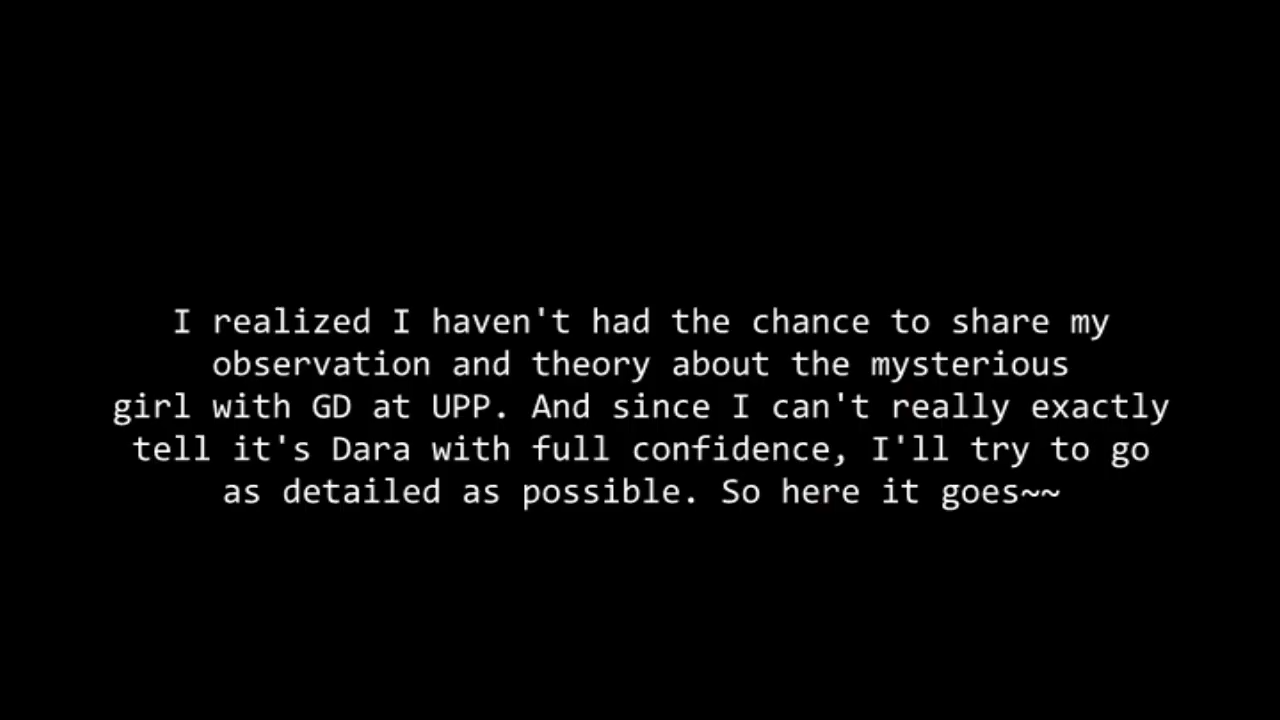 I realized I haven't had the chance to share my
observation and theory about the mysterious
girl with GD at UPP. And since I can't really exactly
tell it's Dara with full confidence, I'll try to go
as detailed as possible. So here it goes~~